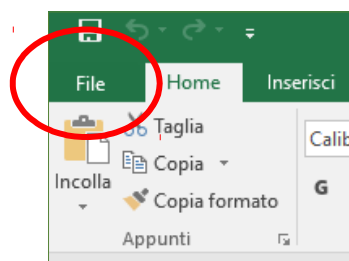 File Home Inserisci
Taglia
Calib
Copia
Incolla
Copia formato
G
Appunti